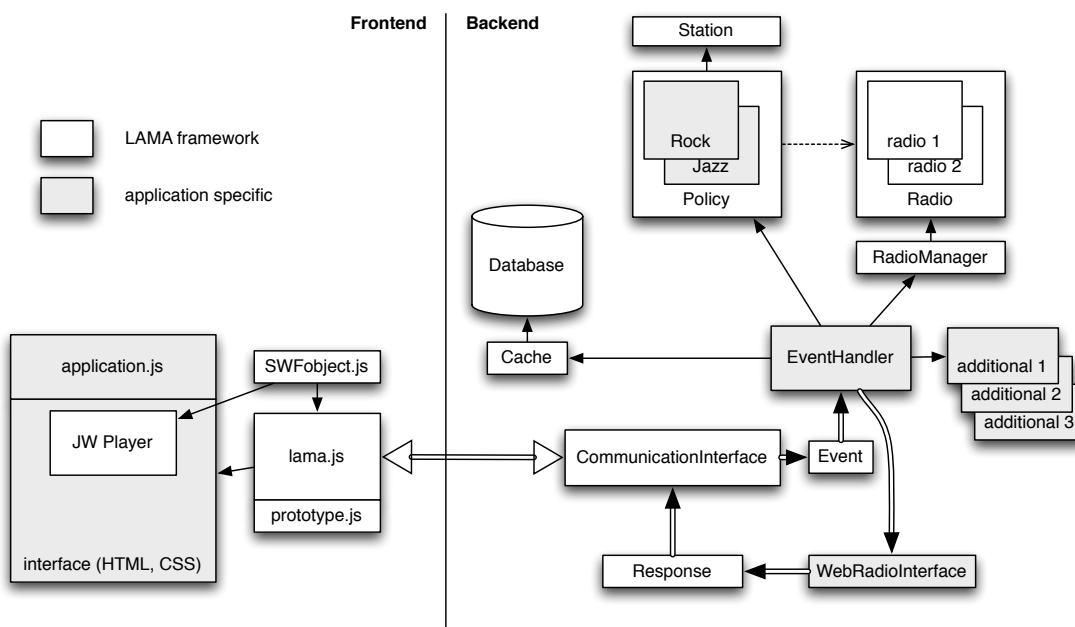 Frontend
Backend
Station
LAMA framework
application specific
Rock
Jazz
Policy
radio 1
radio 2
Radio
RadioManager
Database
Cache
EventHandler
additional 1
additional 2
additional 3
application.js
SWFobject.js
JW Player
lama.js
prototype.js
interface (HTML, CSS)
CommunicationInterface
Event
Response
WebRadioInterface